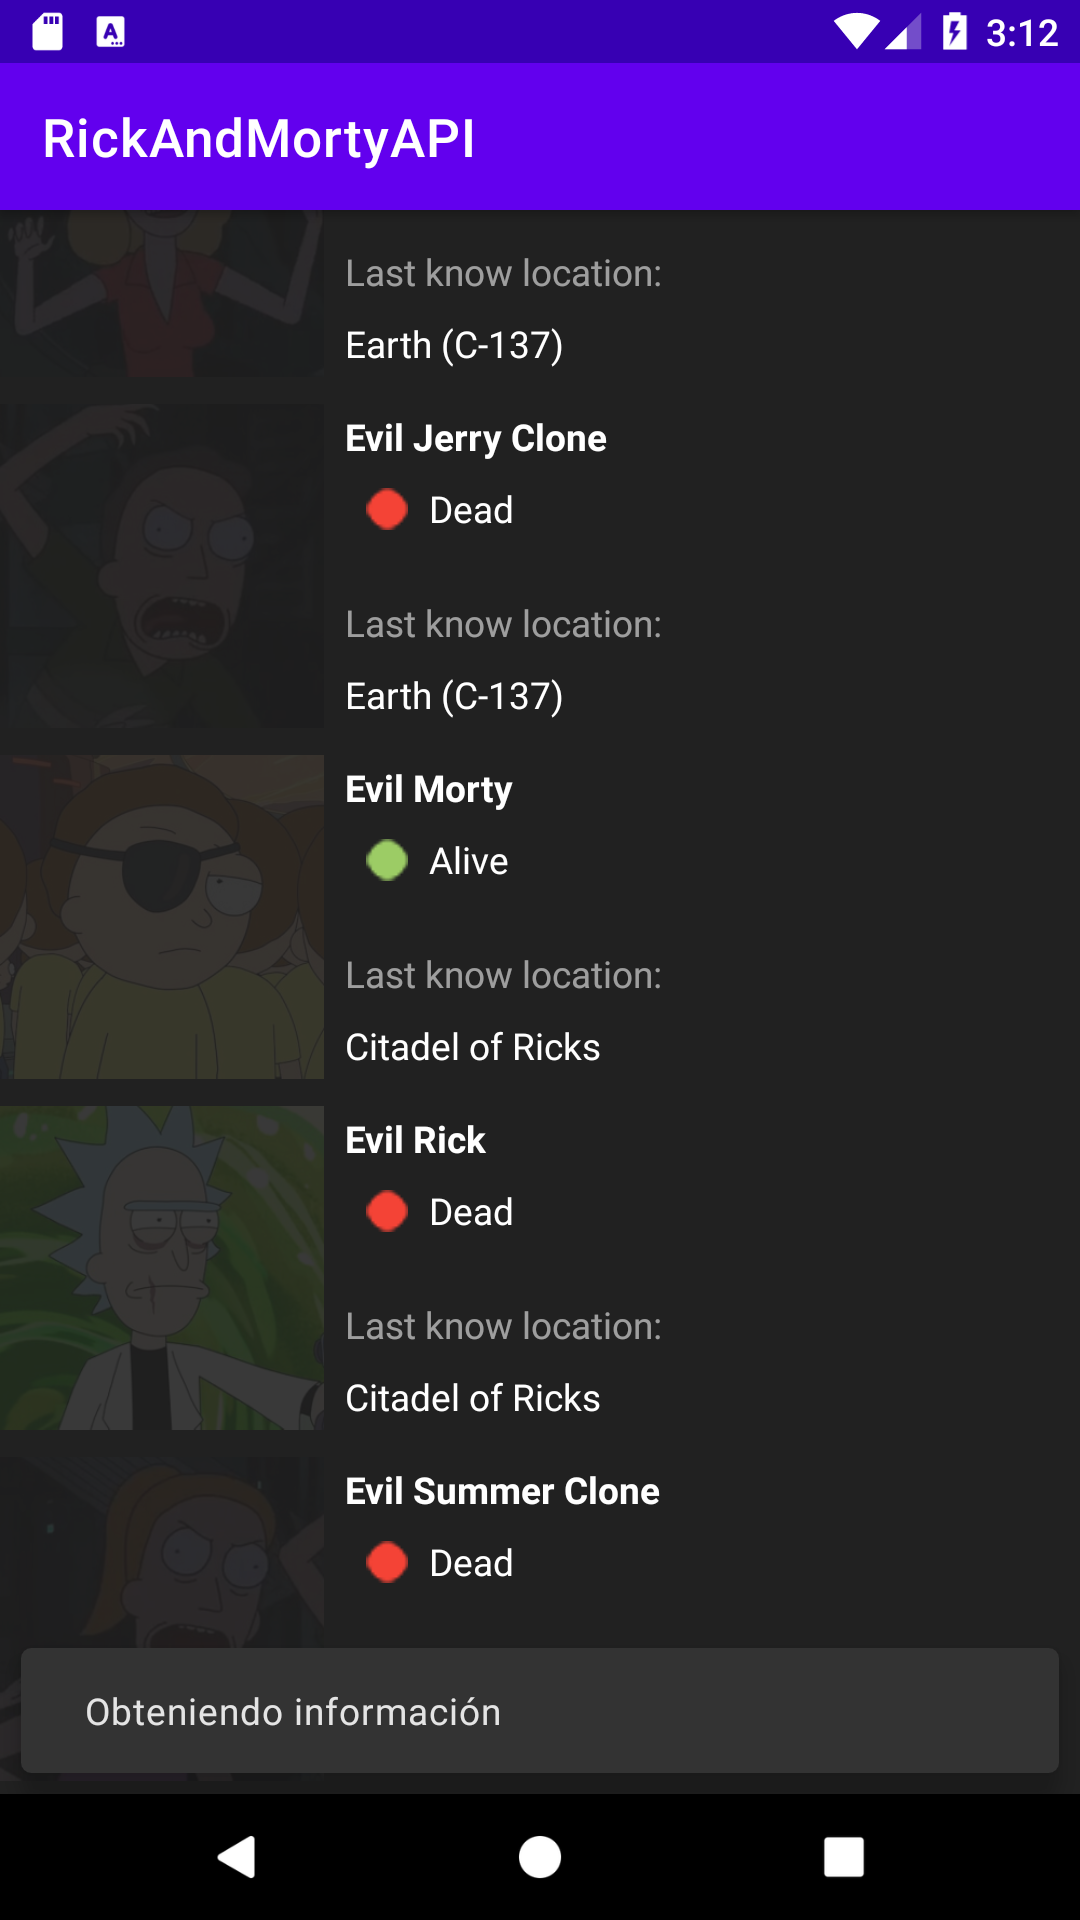 3:12
RickAndMortyAPI
Last know location:
Earth (C-137)
Evil Jerry Clone
Dead
Last know location:
Earth (C-137)
Evil Morty
Alive
Last know location:
Citadel of Ricks
Evil Rick
Dead
Last know location:
Citadel of Ricks
Evil Summer Clone
Dead
Obteniendo información